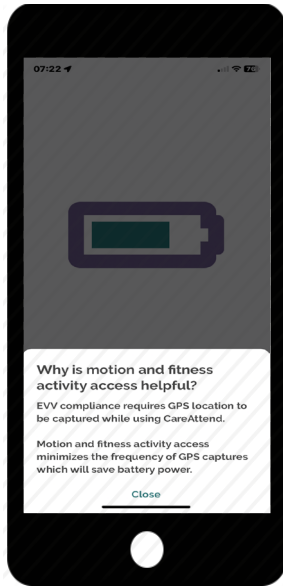 07:22
70
Why is motion and fitness
activity access helpful?
EVV compliance requires GPS location to
be captured while using CareAttend.
Motion and fitness activity access
minimizes the frequency of GPS captures
which will save battery power.
Close